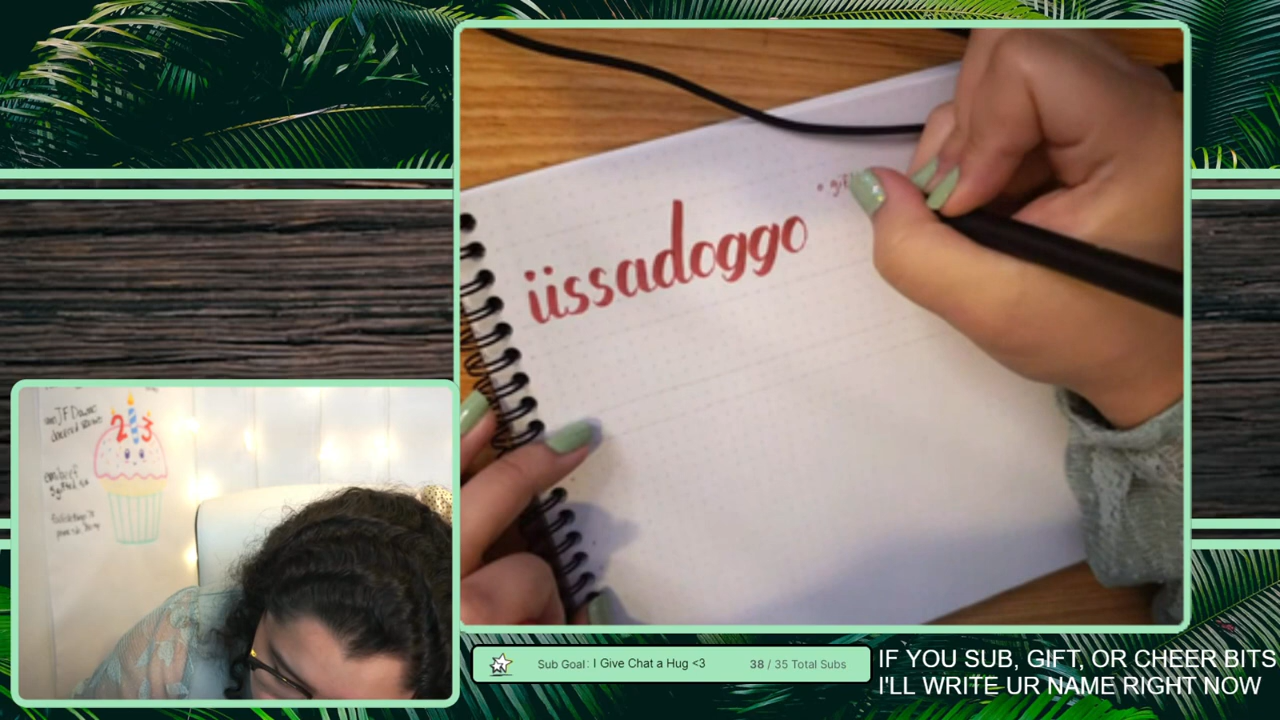 iissadoggo
23
Sub Goal: I Give Chat a Hug <3
38 / 35 Total Subs
IF YOU SUB, GIFT, OR CHEER BITS
I'LL WRITE UR NAME RIGHT NOW